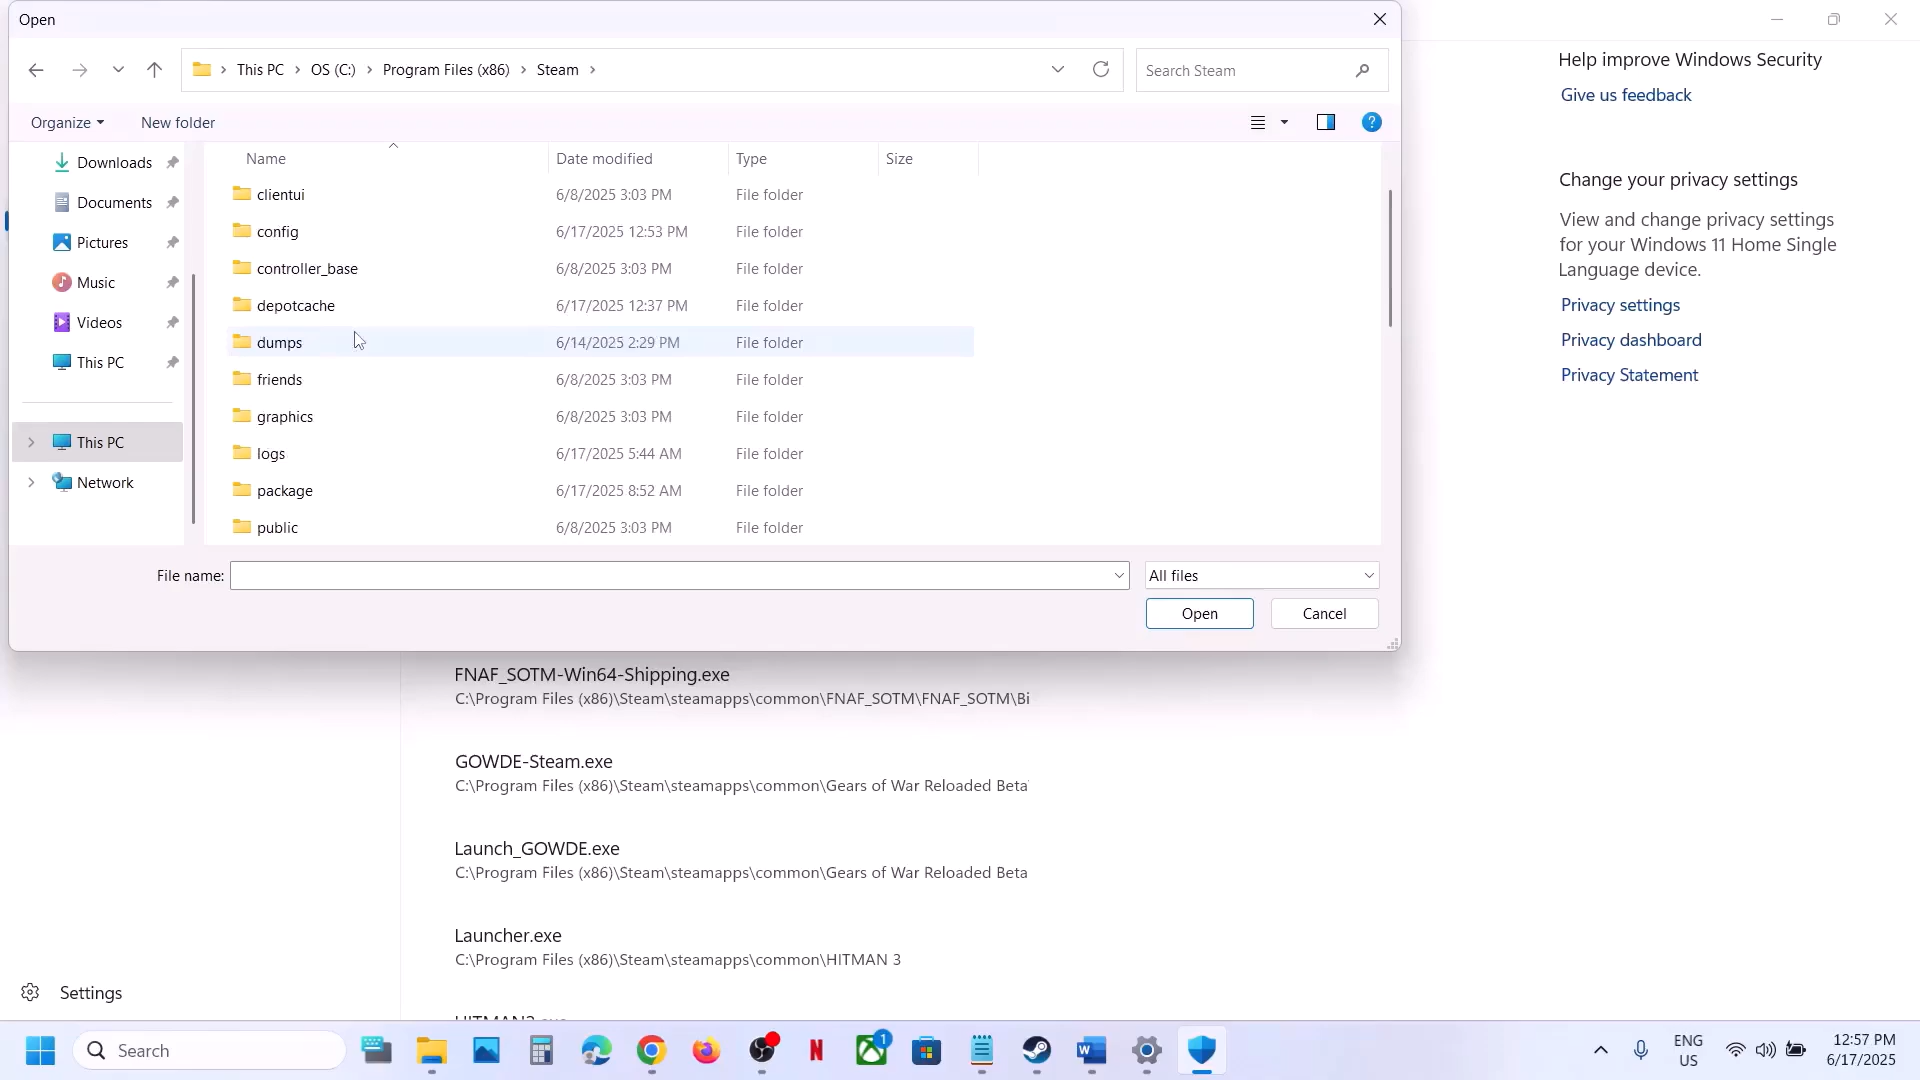 Open
This PC > OS (C:) > Program Files (x86) > Steam >
Search Steam
Organize
New folder
Name
Date modified
Type
Size
Downloads
Documents
Pictures
Music
Videos
This PC
This PC
Network
clientui 6/8/2025 3:03 PM File folder
config 6/17/2025 12:53 PM File folder
controller_base 6/8/2025 3:03 PM File folder
depotcache 6/17/2025 12:37 PM File folder
dumps 6/14/2025 2:29 PM File folder
friends 6/8/2025 3:03 PM File folder
graphics 6/8/2025 3:03 PM File folder
logs 6/17/2025 5:44 AM File folder
package 6/17/2025 8:52 AM File folder
public 6/8/2025 3:03 PM File folder
File name:
All files
Open
Cancel
Help improve Windows Security
Give us feedback
Change your privacy settings
View and change privacy settings
for your Windows 11 Home Single
Language device.
Privacy settings
Privacy dashboard
Privacy Statement
FNAF_SOTM-Win64-Shipping.exe
C:\Program Files (x86)\Steam\steamapps\common\FNAF_SOTM\FNAF_SOTM\Bi
GOWDE-Steam.exe
C:\Program Files (x86)\Steam\steamapps\common\Gears of War Reloaded Beta
Launch_GOWDE.exe
C:\Program Files (x86)\Steam\steamapps\common\Gears of War Reloaded Beta
Launcher.exe
C:\Program Files (x86)\Steam\steamapps\common\HITMAN 3
Settings
Search
1
ENG
US
12:57 PM
6/17/2025